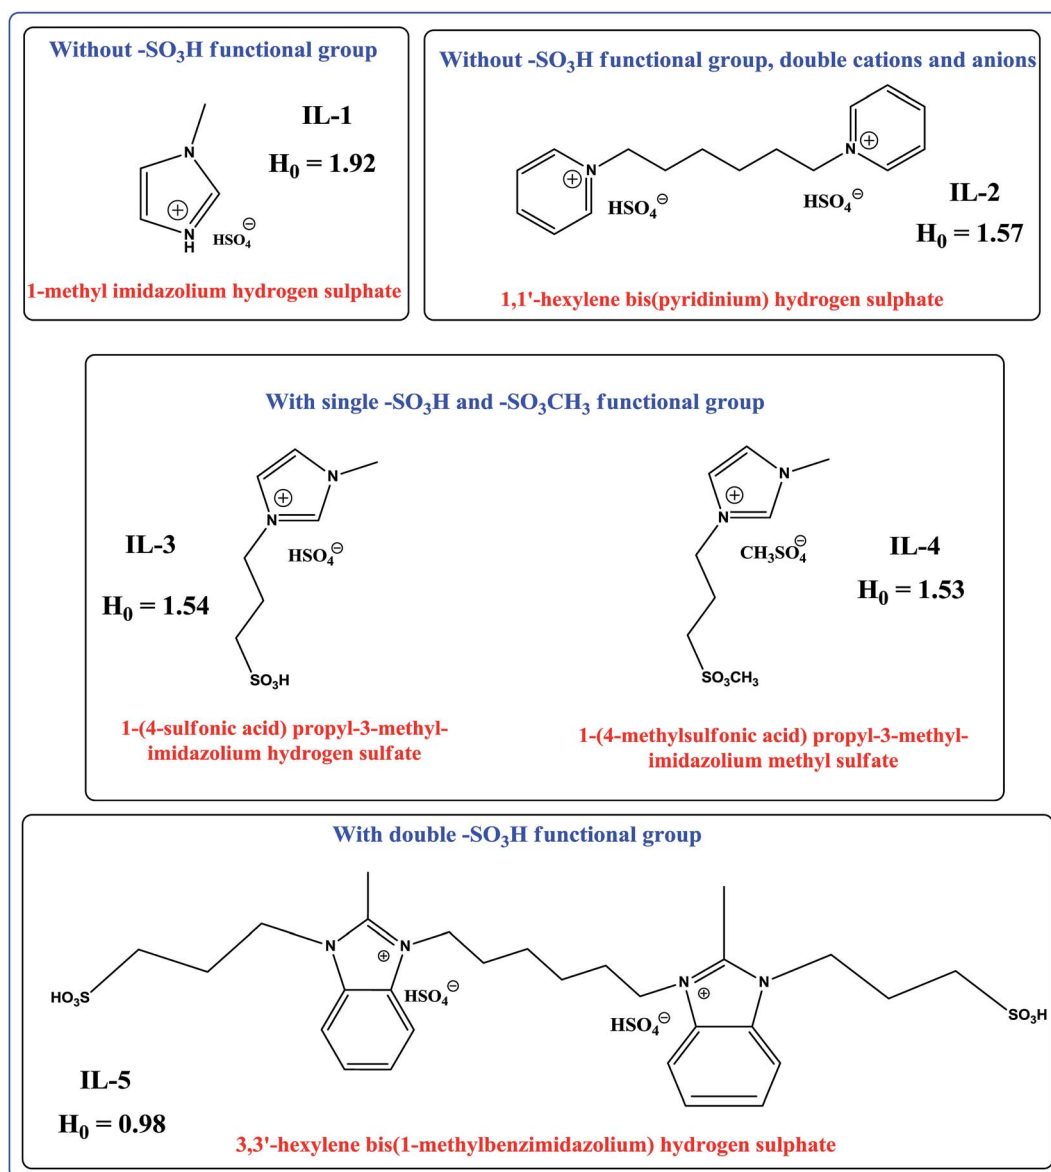 Without -SO₃H functional group
IL-1
H₀ = 1.92
N
N
H
⊕
HSO₄⊖
1-methyl imidazolium hydrogen sulphate
Without -SO₃H functional group, double cations and anions
N
⊕
HSO₄⊖
N
⊕
HSO₄⊖
IL-2
H₀ = 1.57
1,1'-hexylene bis(pyridinium) hydrogen sulphate
With single -SO₃H and -SO₃CH₃ functional group
N
⊕
N
HSO₄⊖
IL-3
H₀ = 1.54
SO₃H
1-(4-sulfonic acid) propyl-3-methyl-
imidazolium hydrogen sulfate
N
⊕
N
CH₃SO₄⊖
IL-4
H₀ = 1.53
SO₃CH₃
1-(4-methylsulfonic acid) propyl-3-methyl-
imidazolium methyl sulfate
With double -SO₃H functional group
HO₃S
N
N
⊕
HSO₄⊖
N
N
⊕
HSO₄⊖
SO₃H
IL-5
H₀ = 0.98
3,3'-hexylene bis(1-methylbenzimidazolium) hydrogen sulphate